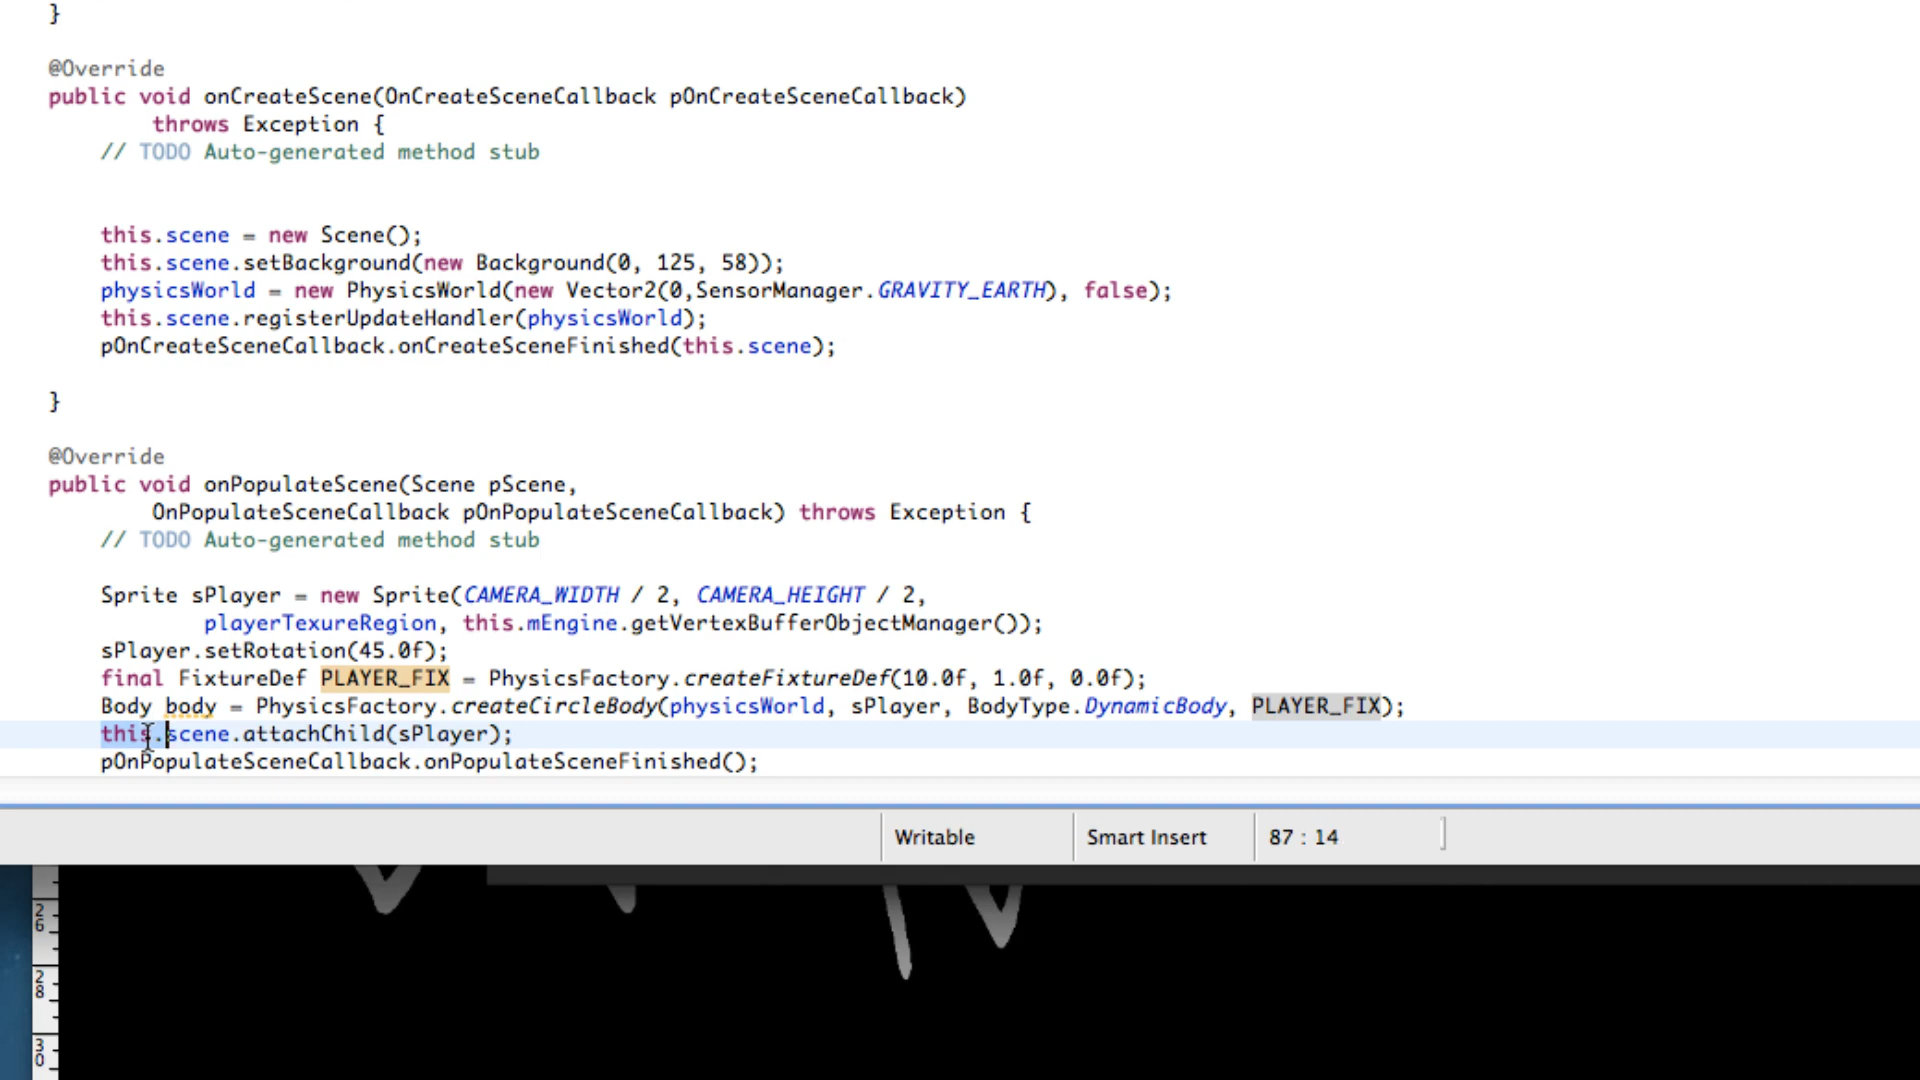 }
@Override
public void onCreateScene(OnCreateSceneCallback pOnCreateSceneCallback)
throws Exception {
// TODO Auto-generated method stub
this.scene = new Scene();
this.scene.setBackground(new Background(0, 125, 58));
physicsWorld = new PhysicsWorld(new Vector2(0,SensorManager.GRAVITY_EARTH), false);
this.scene.registerUpdateHandler(physicsWorld);
pOnCreateSceneCallback.onCreateSceneFinished(this.scene);
}
@Override
public void onPopulateScene(Scene pScene,
OnPopulateSceneCallback pOnPopulateSceneCallback) throws Exception {
// TODO Auto-generated method stub
Sprite sPlayer = new Sprite(CAMERA_WIDTH / 2, CAMERA_HEIGHT / 2,
playerTexureRegion, this.mEngine.getVertexBufferObjectManager());
sPlayer.setRotation(45.0f);
final FixtureDef PLAYER_FIX = PhysicsFactory.createFixtureDef(10.0f, 1.0f, 0.0f);
Body body = PhysicsFactory.createCircleBody(physicsWorld, sPlayer, BodyType.DynamicBody, PLAYER_FIX);
this.scene.attachChild(sPlayer);
pOnPopulateSceneCallback.onPopulateSceneFinished();
Writable Smart Insert 87 : 14
26
28
30